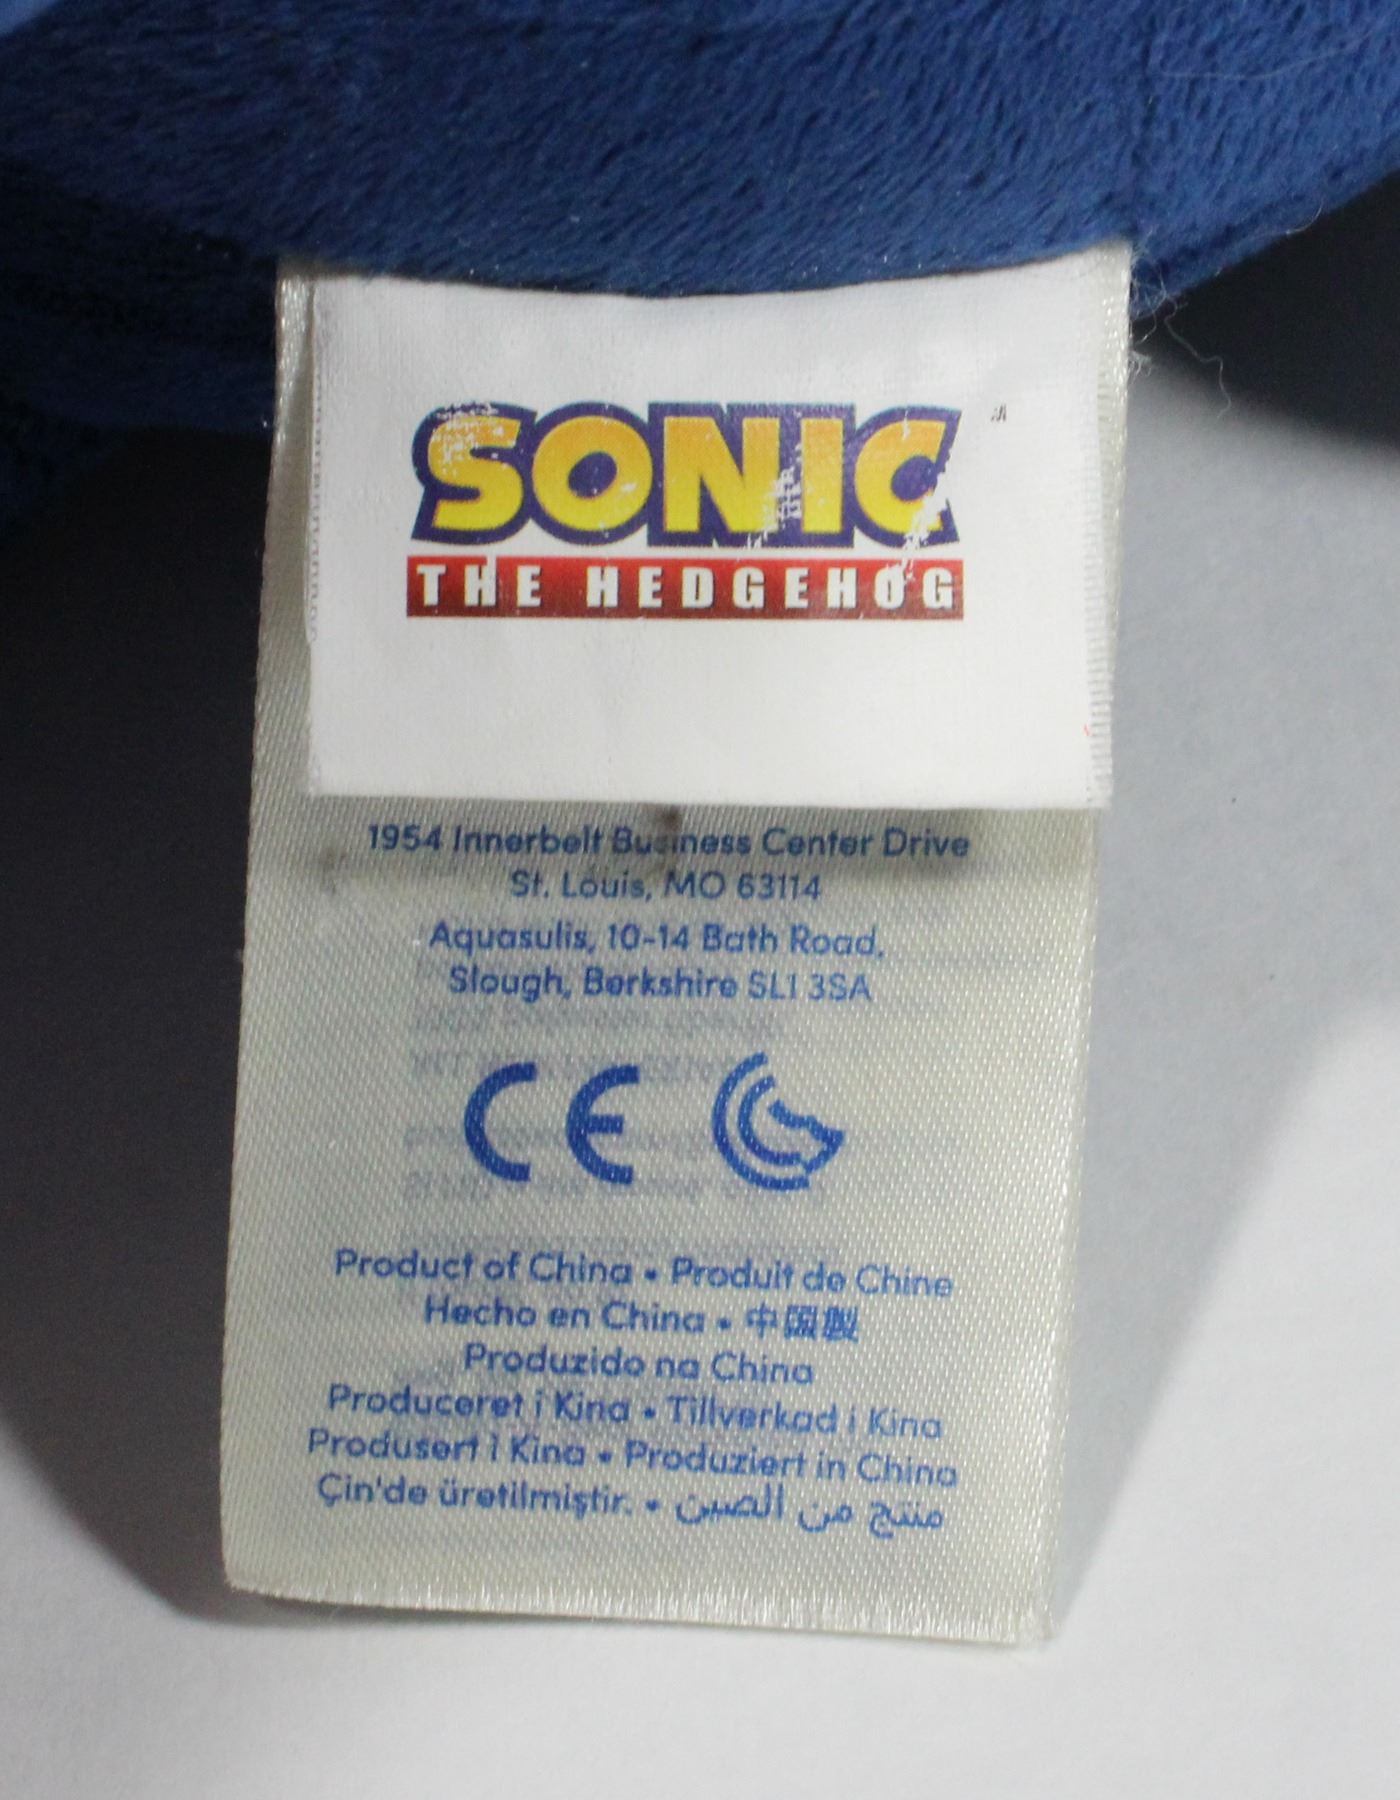 SONIC
THE HEDGEHOG
1954 Innerbelt Business Center Drive
St. Louis, MO 63114
Aquasulis, 10-14 Bath Road,
Slough, Berkshire SL1 3SA
CE
Product of China • Produit de Chine
Hecho en China • 中国製
Produzido na China
Produceret i Kina • Tillverkad i Kina
Produsert i Kina • Produziert in China
Çin'de üretilmiştir. • منتج من الصين